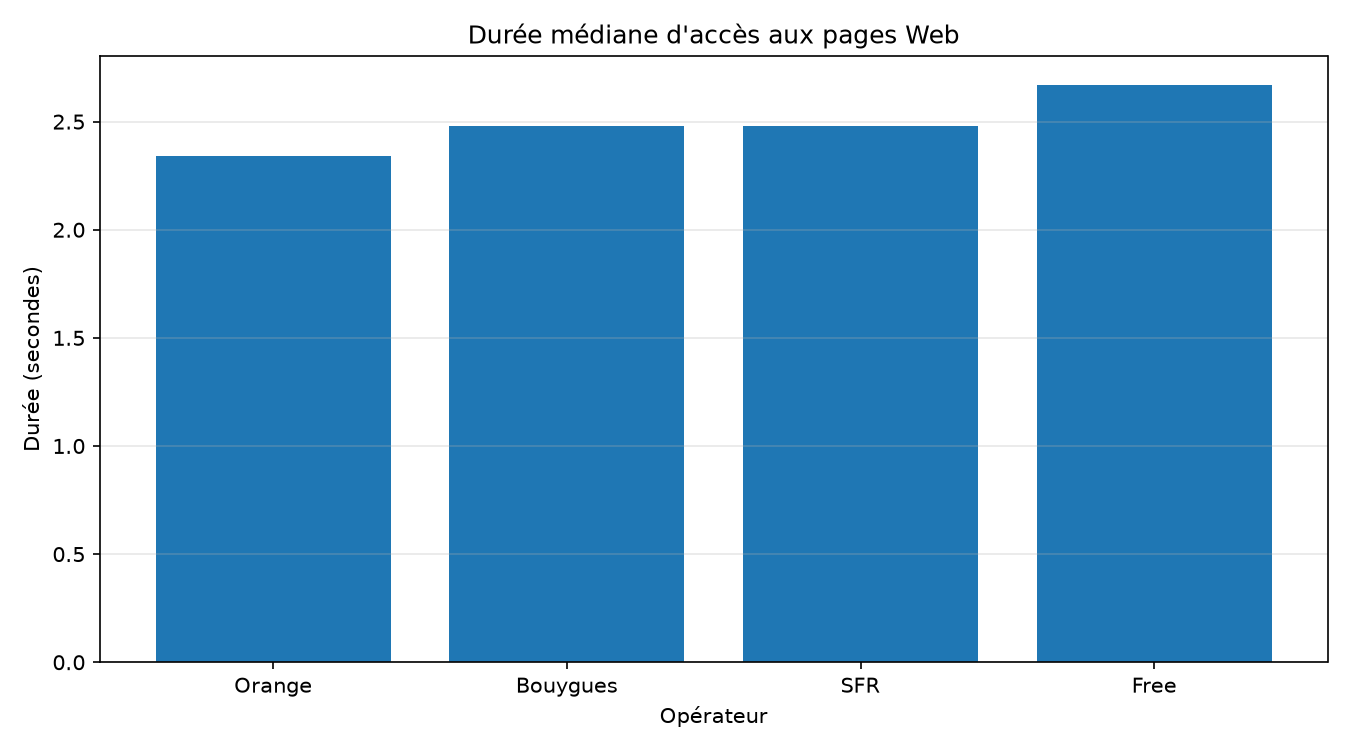 Durée médiane d'accès aux pages Web
Durée (secondes)
2.5
2.0
1.5
1.0
0.5
0.0
Orange
Bouygues
SFR
Free
Opérateur